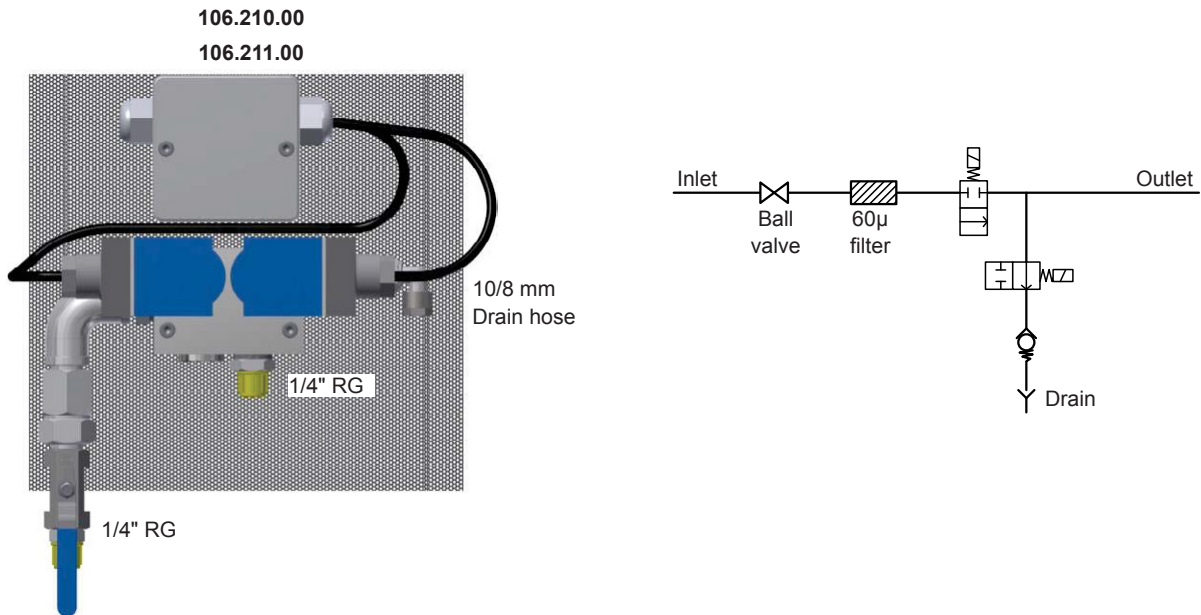 106.210.00
106.211.00
10/8 mm
Drain hose
1/4" RG
1/4" RG
Inlet
Outlet
Ball
valve
60µ
filter
Drain